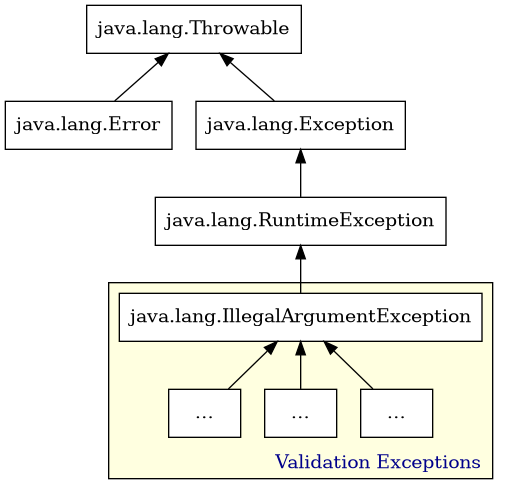 java.lang.Throwable
java.lang.Error
java.lang.Exception
java.lang.RuntimeException
java.lang.IllegalArgumentException
...
...
...
Validation Exceptions